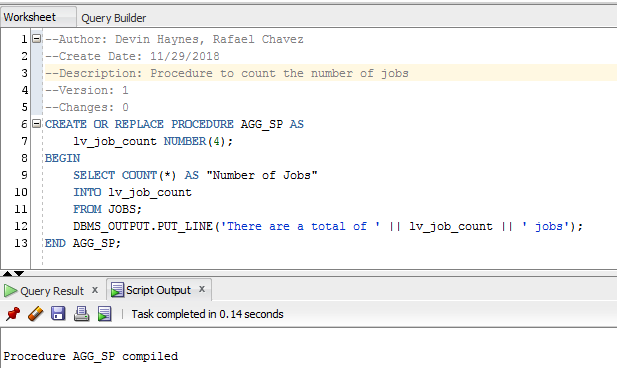 Worksheet Query Builder
1 --Author: Devin Haynes, Rafael Chavez
2 --Create Date: 11/29/2018
3 --Description: Procedure to count the number of jobs
4 --Version: 1
5 --Changes: 0
6 CREATE OR REPLACE PROCEDURE AGG_SP AS
7 lv_job_count NUMBER(4);
8 BEGIN
9 SELECT COUNT(*) AS "Number of Jobs"
10 INTO lv_job_count
11 FROM JOBS;
12 DBMS_OUTPUT.PUT_LINE('There are a total of ' || lv_job_count || ' jobs');
13 END AGG_SP;
Query Result x Script Output x
Task completed in 0.14 seconds
Procedure AGG_SP compiled